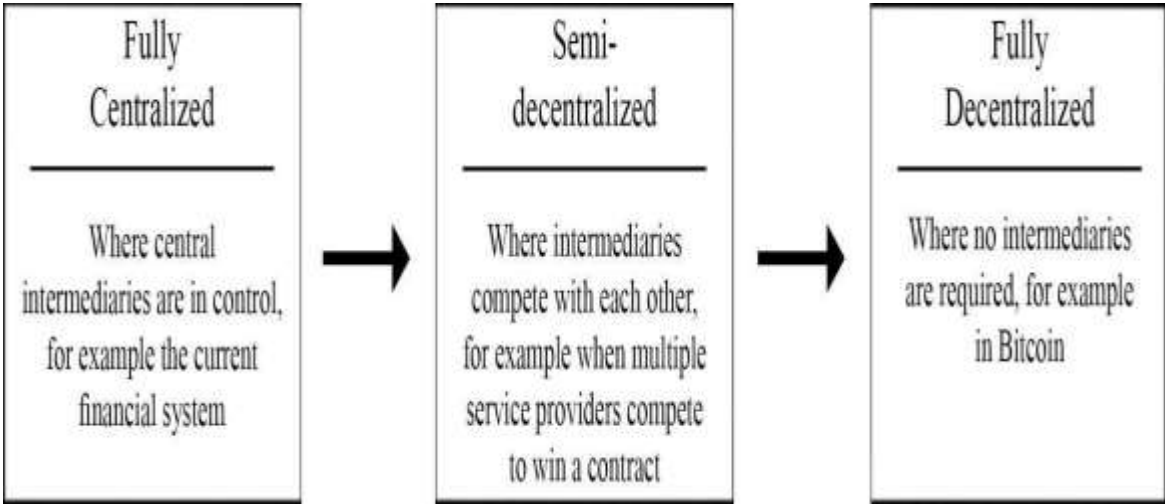 Fully
Centralized
Where central
intermediaries are in control,
for example the current
financial system
Semi-
decentralized
Where intermediaries
compete with each other,
for example when multiple
service providers compete
to win a contract
Fully
Decentralized
Where no intermediaries
are required, for example
in Bitcoin